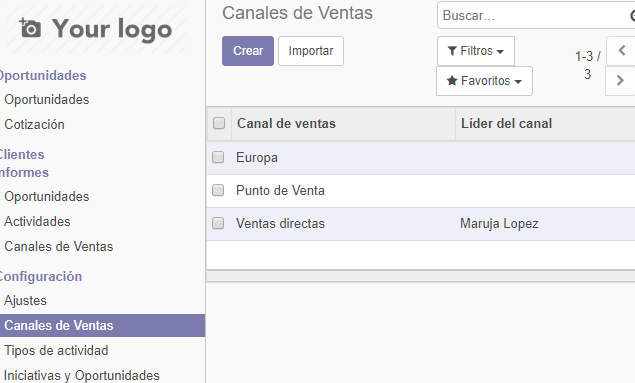 Your logo
Oportunidades
Oportunidades
Cotización
Clientes
Informes
Oportunidades
Actividades
Canales de Ventas
Configuración
Ajustes
Canales de Ventas
Tipos de actividad
Iniciativas y Oportunidades
Canales de Ventas
Buscar...
Crear Importar
Filtros
Favoritos
1-3 /
3
Canal de ventas Líder del canal
Europa
Punto de Venta
Ventas directas Maruja Lopez